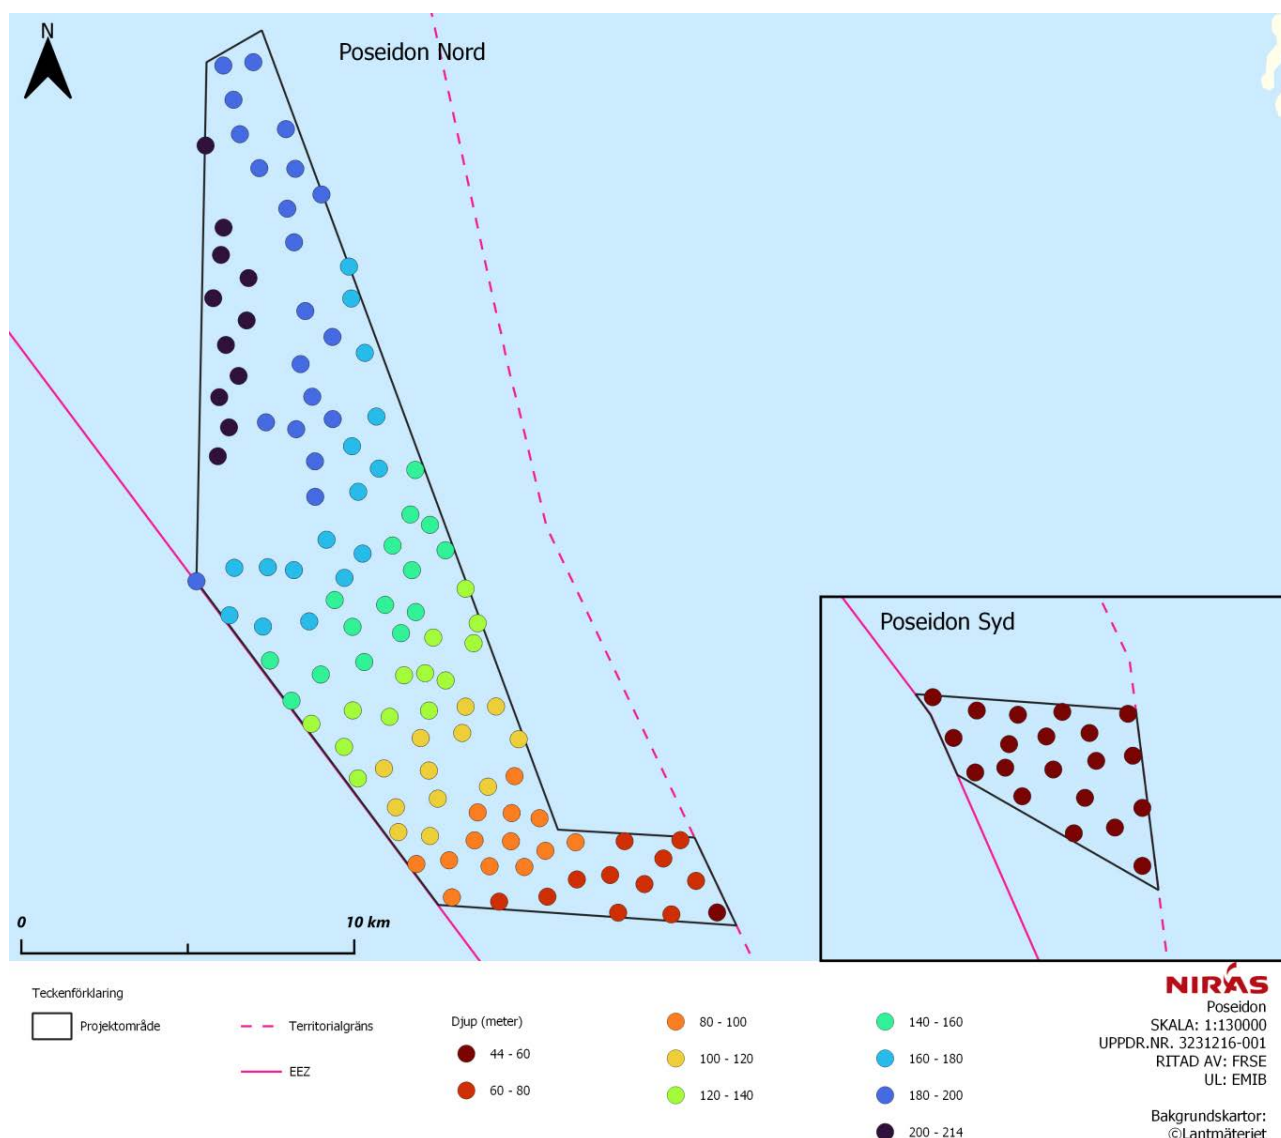 N
Poseidon Nord
Poseidon Syd
0
10 km
Teckenförklaring
Projektområde
Territorialgräns
EEZ
Djup (meter)
44 - 60
60 - 80
80 - 100
100 - 120
120 - 140
140 - 160
160 - 180
180 - 200
200 - 214
NIRAS
Poseidon
SKALA: 1:130000
UPPDR.NR. 3231216-001
RITAD AV: FRSE
UL: EMIB
Bakgrundskartor:
©Lantmäteriet